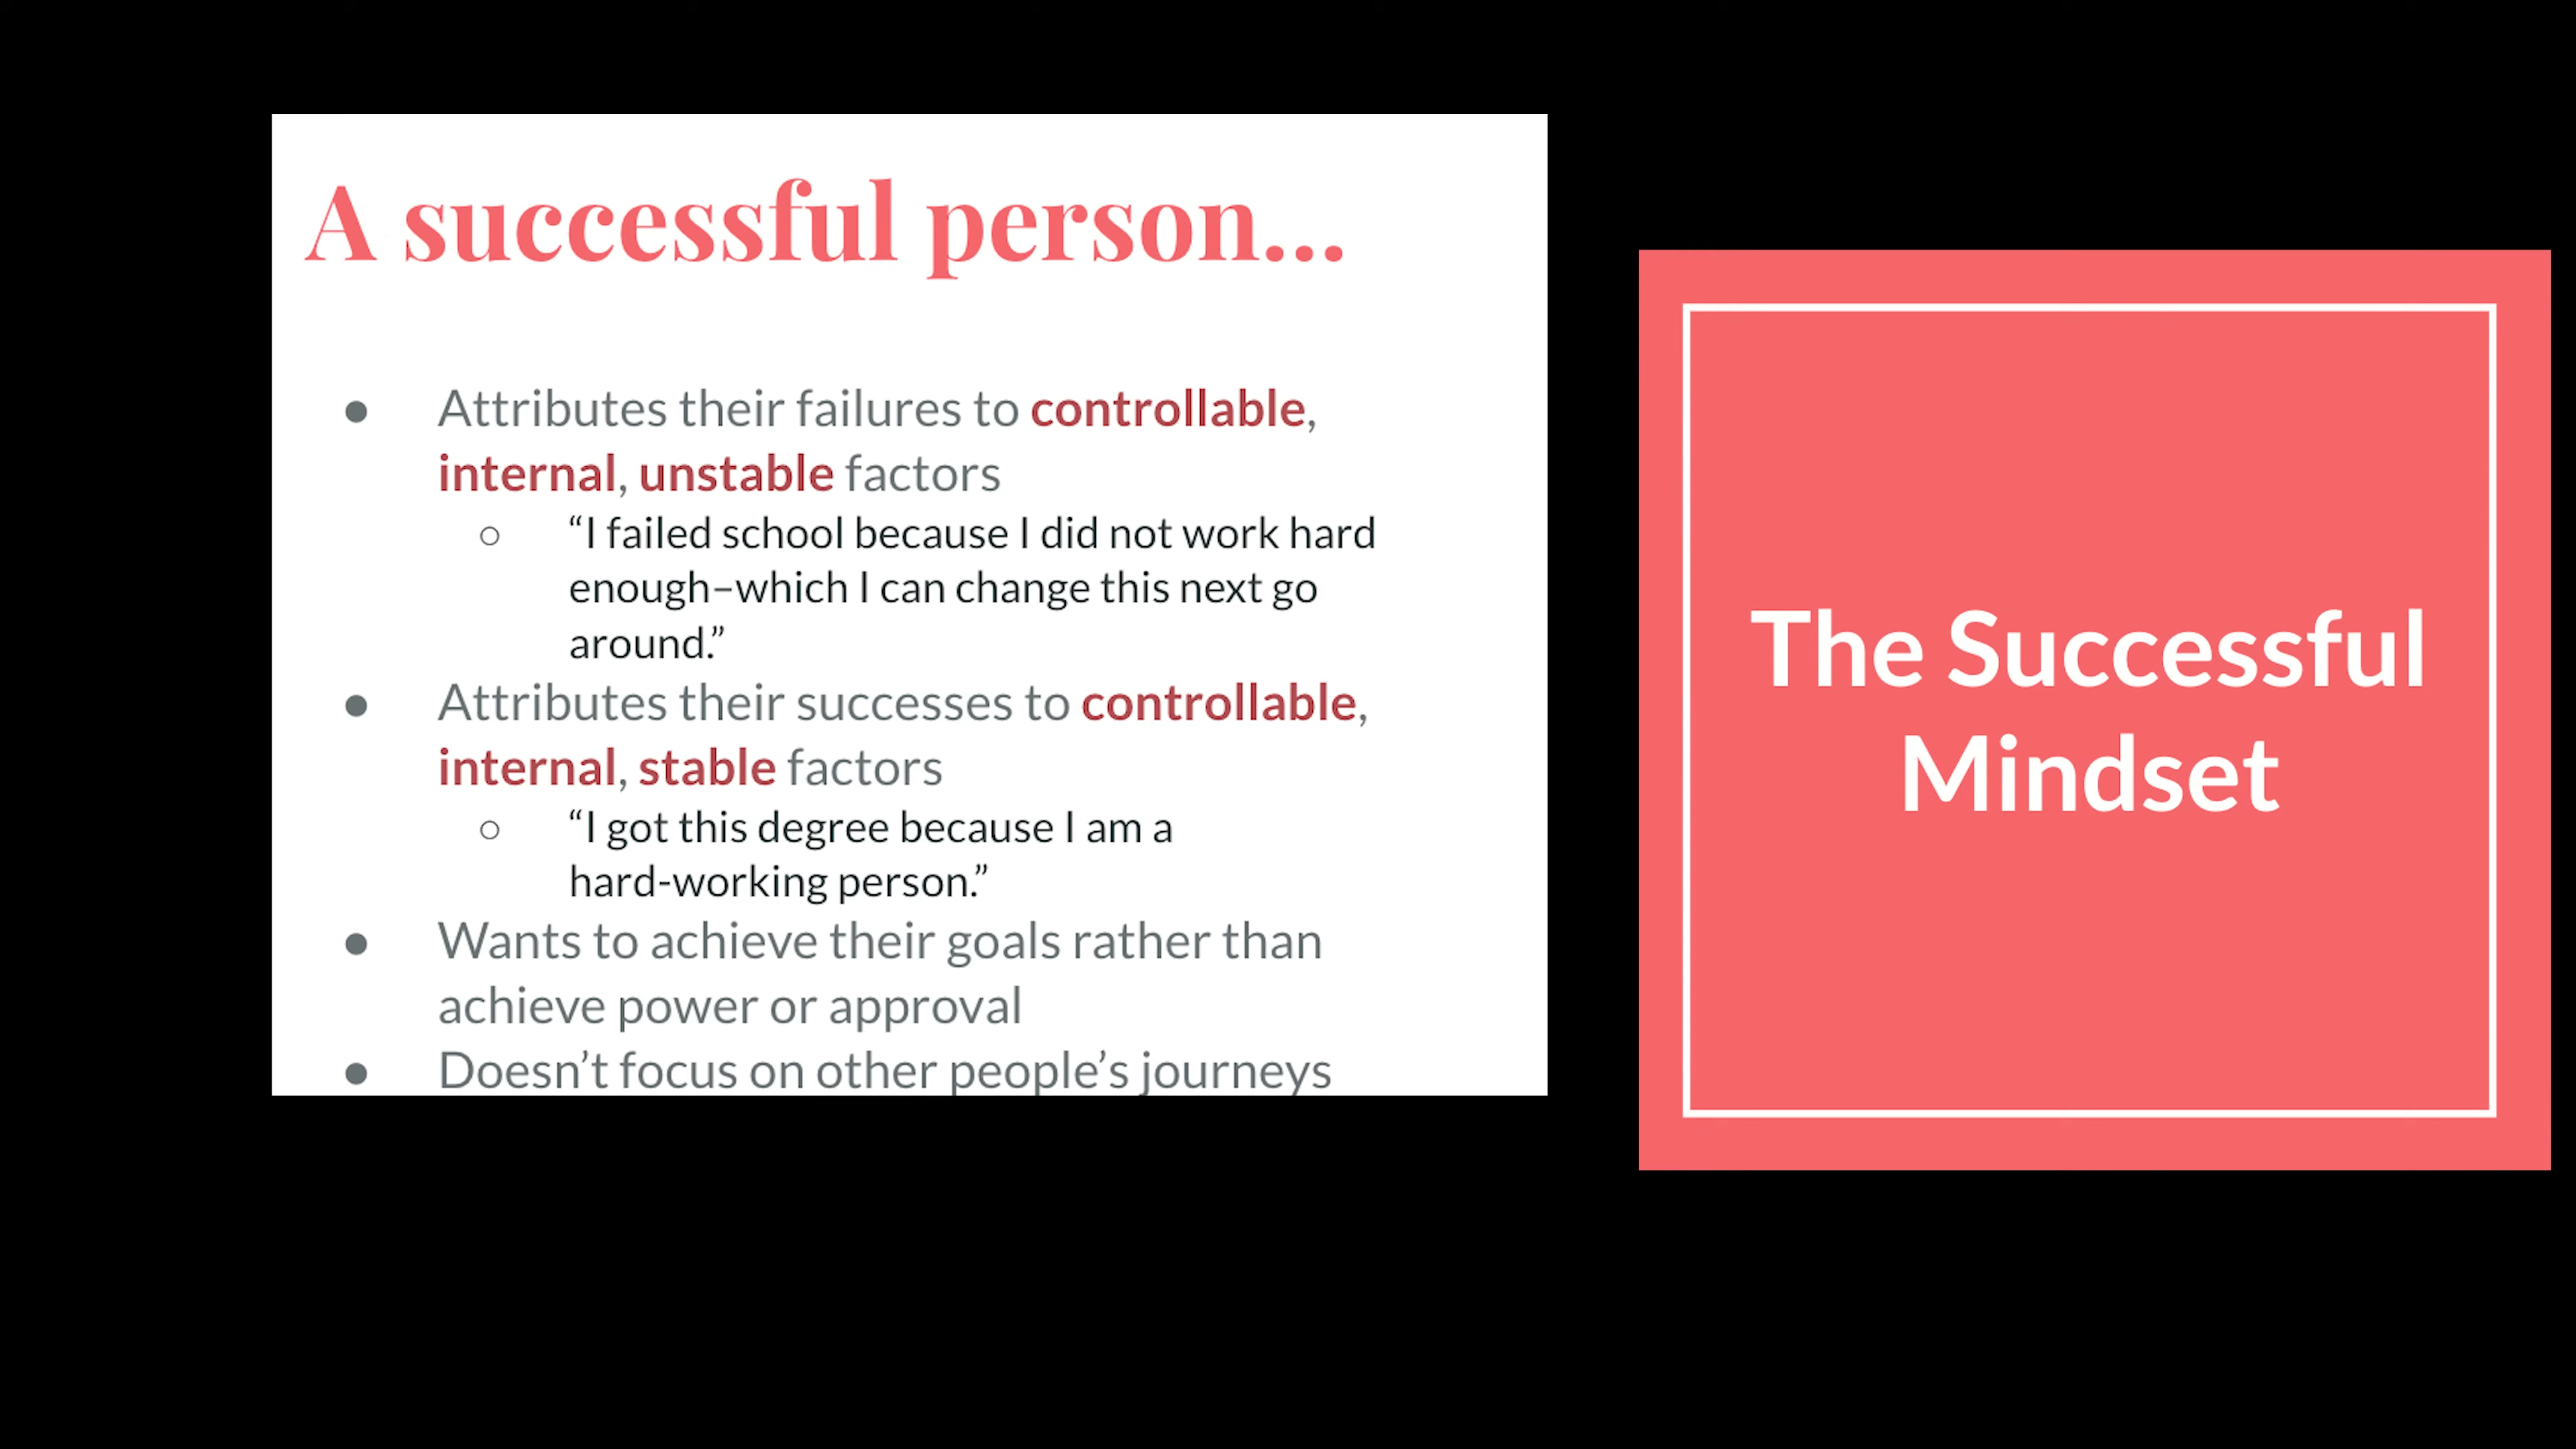 A successful person...
● Attributes their failures to controllable,
internal, unstable factors
○ “I failed school because I did not work hard
enough–which I can change this next go
around.”
● Attributes their successes to controllable,
internal, stable factors
○ “I got this degree because I am a
hard-working person.”
● Wants to achieve their goals rather than
achieve power or approval
● Doesn’t focus on other people’s journeys
The Successful
Mindset